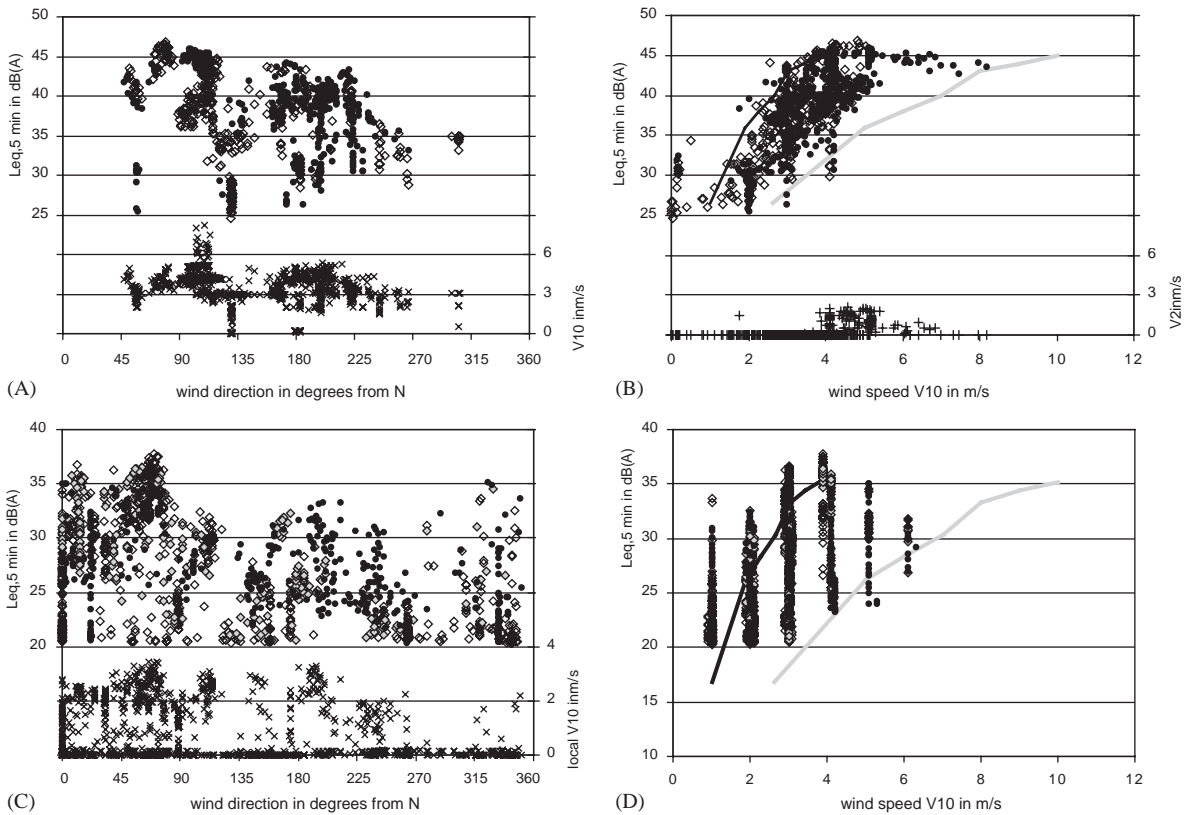 50
45
40
35
30
25
Leq,5 min in dB(A)
6
3
0
V10 inm/s
0 45 90 135 180 225 270 315 360
wind direction in degrees from N
(A)
50
45
40
35
30
25
Leq,5 min in dB(A)
6
3
0
V2inm/s
0 2 4 6 8 10 12
wind speed V10 in m/s
(B)
40
35
30
25
20
Leq,5 min in dB(A)
4
2
0
local V10 inm/s
0 45 90 135 180 225 270 315 360
wind direction in degrees from N
(C)
40
35
30
25
20
15
10
Leq,5 min in dB(A)
0 2 4 6 8 10 12
wind speed V10 in m/s
(D)